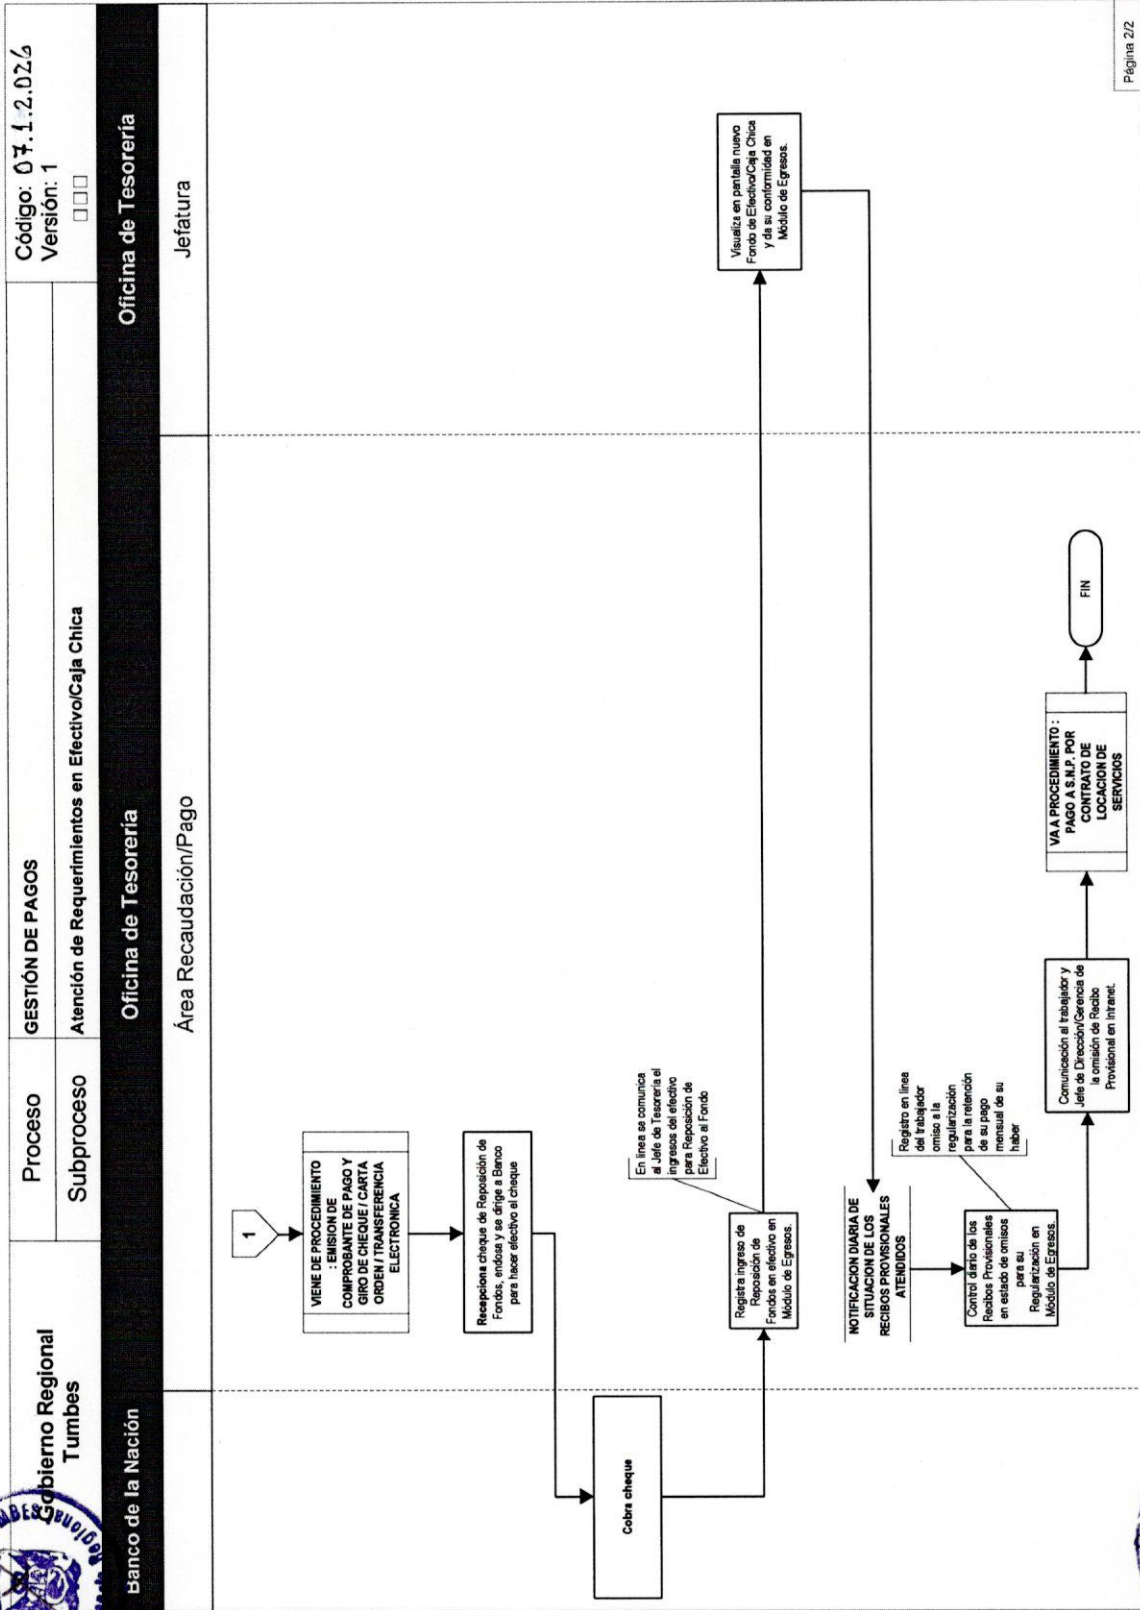 Gobierno Regional
Tumbes
Proceso
GESTIÓN DE PAGOS
Subproceso
Atención de Requerimientos en Efectivo/Caja Chica
Código: 07.1.2.026
Versión: 1
Banco de la Nación
Oficina de Tesorería
Oficina de Tesorería
Área Recaudación/Pago
Jefatura
1
VIENE DE PROCEDIMIENTO
: EMISION DE
COMPROBANTE DE PAGO Y
GIRO DE CHEQUE / CARTA
ORDEN / TRANSFERENCIA
ELECTRONICA
Recepciona cheque de Reposición de
Fondos, endosa y se dirige a Banco
para hacer efectivo el cheque
Cobra cheque
En línea se comunica
al Jefe de Tesorería el
ingresos del efectivo
para Reposición de
Efectivo al Fondo
Registra ingreso de
Reposición de
Fondos en efectivo en
Módulo de Egresos.
Visualiza en pantalla nuevo
Fondo de Efectivo/Caja Chica
y da su conformidad en
Módulo de Egresos.
NOTIFICACION DIARIA DE
SITUACION DE LOS
RECIBOS PROVISIONALES
ATENDIDOS
Registro en línea
del trabajador
omiso a la
regularización
para la retención
de su pago
mensual de su
haber
Control diario de los
Recibos Provisionales
en estado de omisos
para su
Regularización en
Módulo de Egresos.
Comunicación al trabajador y
Jefe de Dirección/Gerencia de
la omisión de Recibo
Provisional en Intranet.
VA A PROCEDIMIENTO :
PAGO A S.N.P. POR
CONTRATO DE
LOCACION DE
SERVICIOS
FIN
Página 2/2